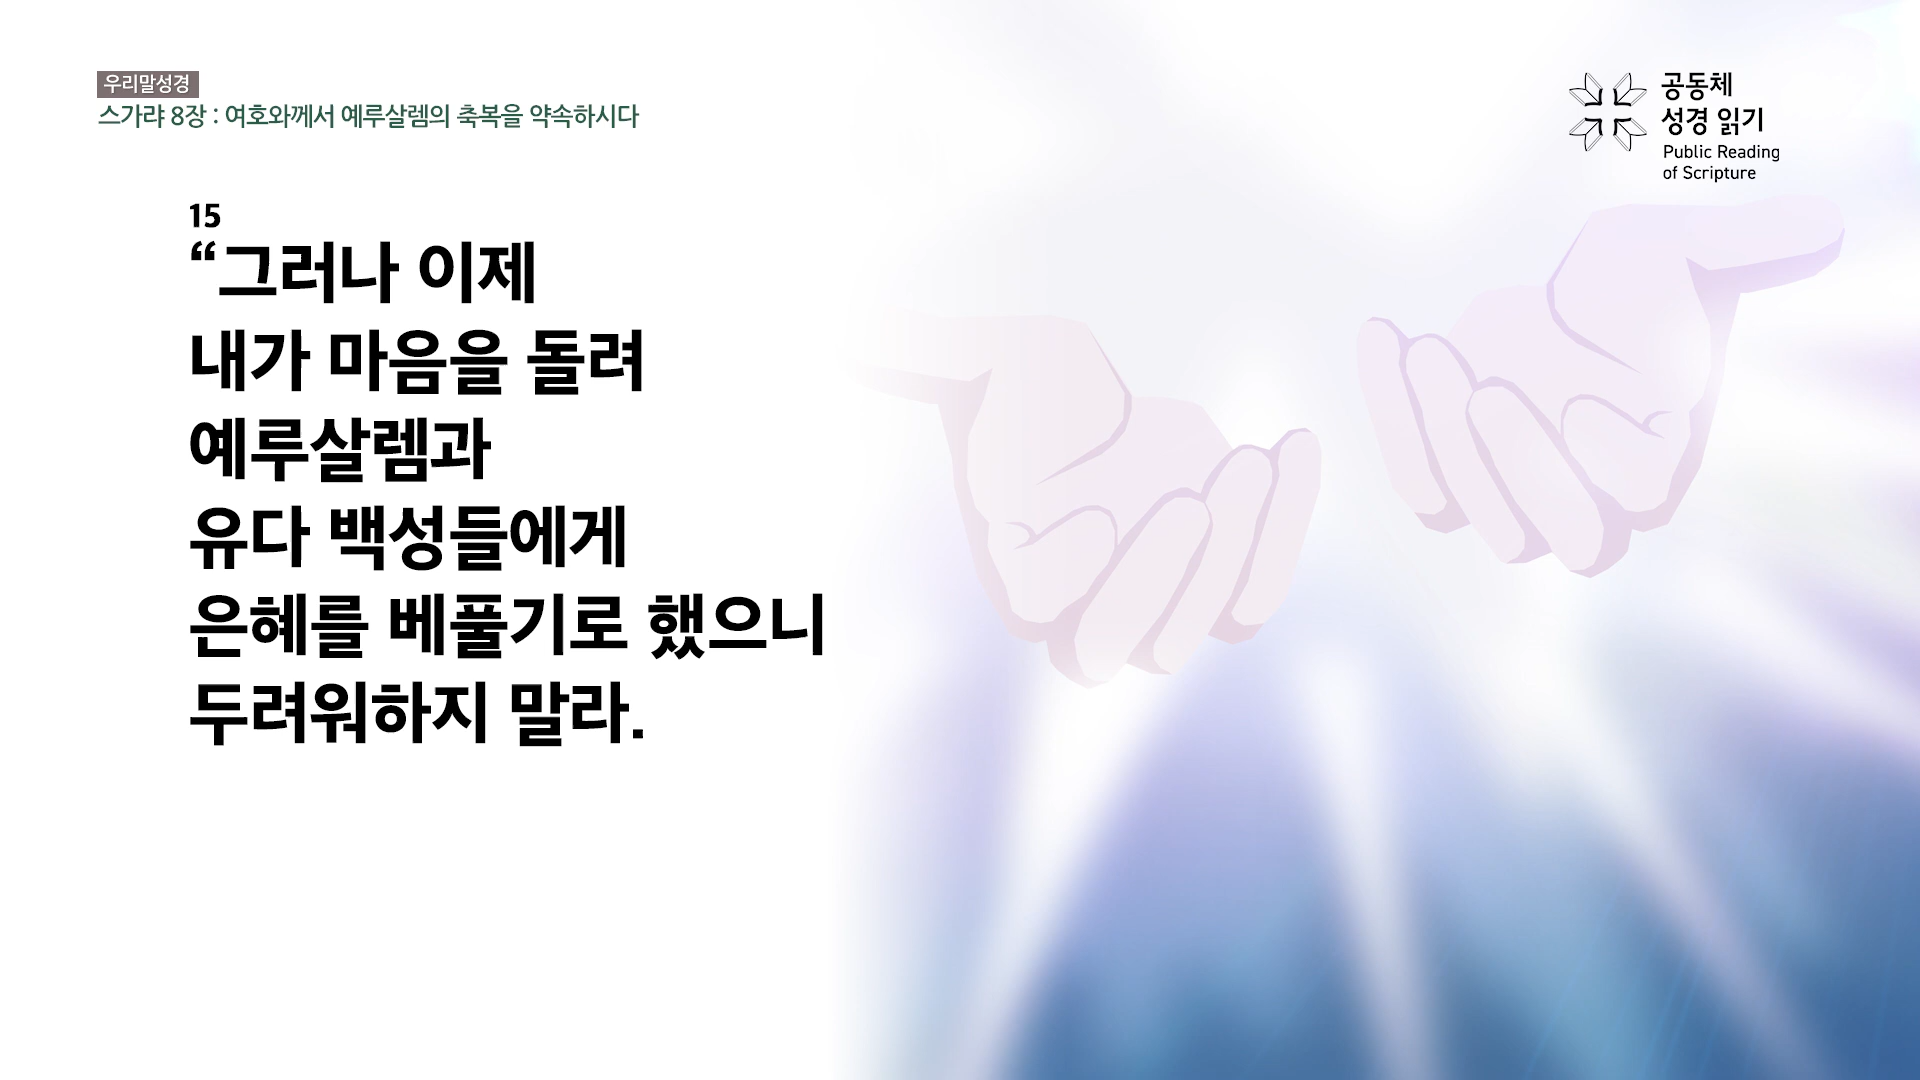 우리말성경
스가랴 8장 : 여호와께서 예루살렘의 축복을 약속하시다
공동체
성경 읽기
Public Reading
of Scripture
15
“그러나 이제
내가 마음을 돌려
예루살렘과
유다 백성들에게
은혜를 베풀기로 했으니
두려워하지 말라.